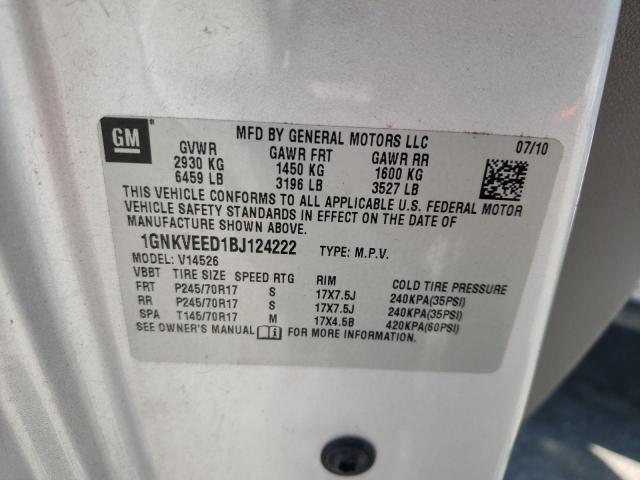 GM
MFD BY GENERAL MOTORS LLC 07/10
GVWR GAWR FRT GAWR RR
2930 KG 1450 KG 1600 KG
6459 LB 3196 LB 3527 LB
THIS VEHICLE CONFORMS TO ALL APPLICABLE U.S. FEDERAL MOTOR
VEHICLE SAFETY STANDARDS IN EFFECT ON THE DATE OF
MANUFACTURE SHOWN ABOVE.
1GNKVEED1BJ124222 TYPE: M.P.V.
MODEL: V14526
VBBT TIRE SIZE SPEED RTG RIM COLD TIRE PRESSURE
FRT P245/70R17 S 17X7.5J 240KPA(35PSI)
RR P245/70R17 S 17X7.5J 240KPA(35PSI)
SPA T145/70R17 M 17X4.5B 420KPA(60PSI)
SEE OWNER'S MANUAL FOR MORE INFORMATION.